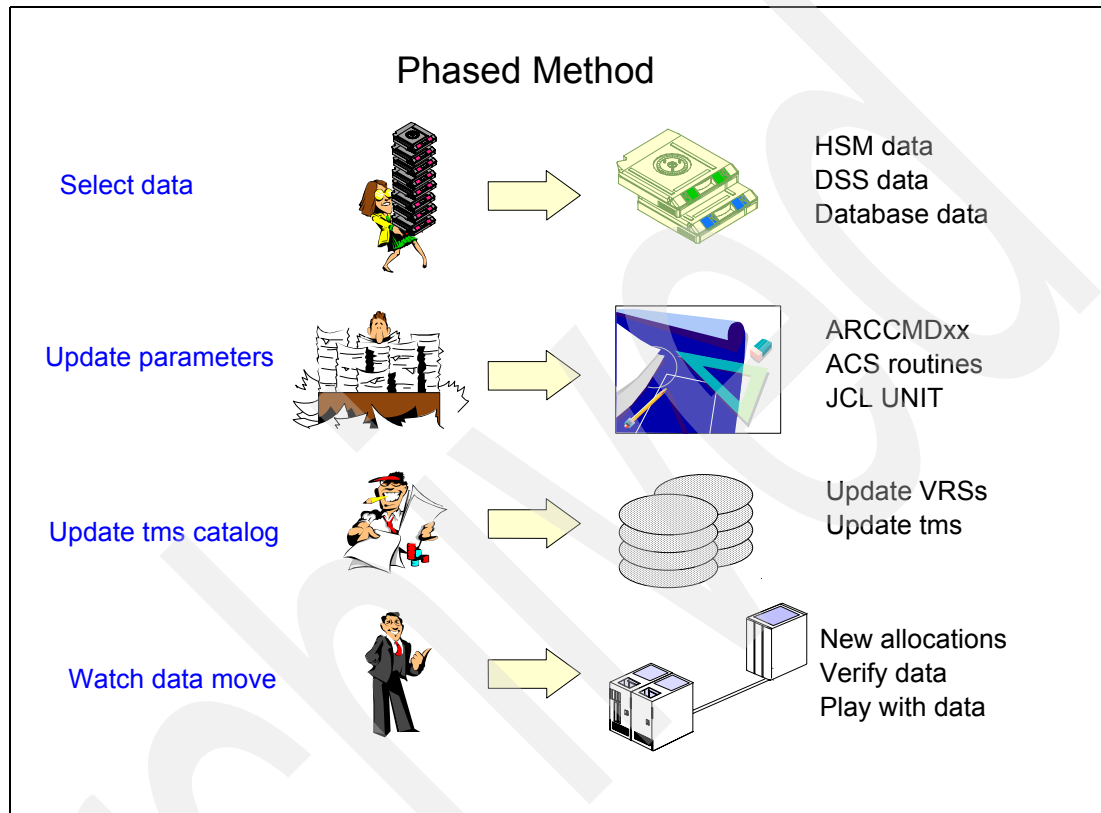 Phased Method
Select data
HSM data
DSS data
Database data
Update parameters
ARCCMDxx
ACS routines
JCL UNIT
Update tms catalog
Update VRSs
Update tms
Watch data move
New allocations
Verify data
Play with data